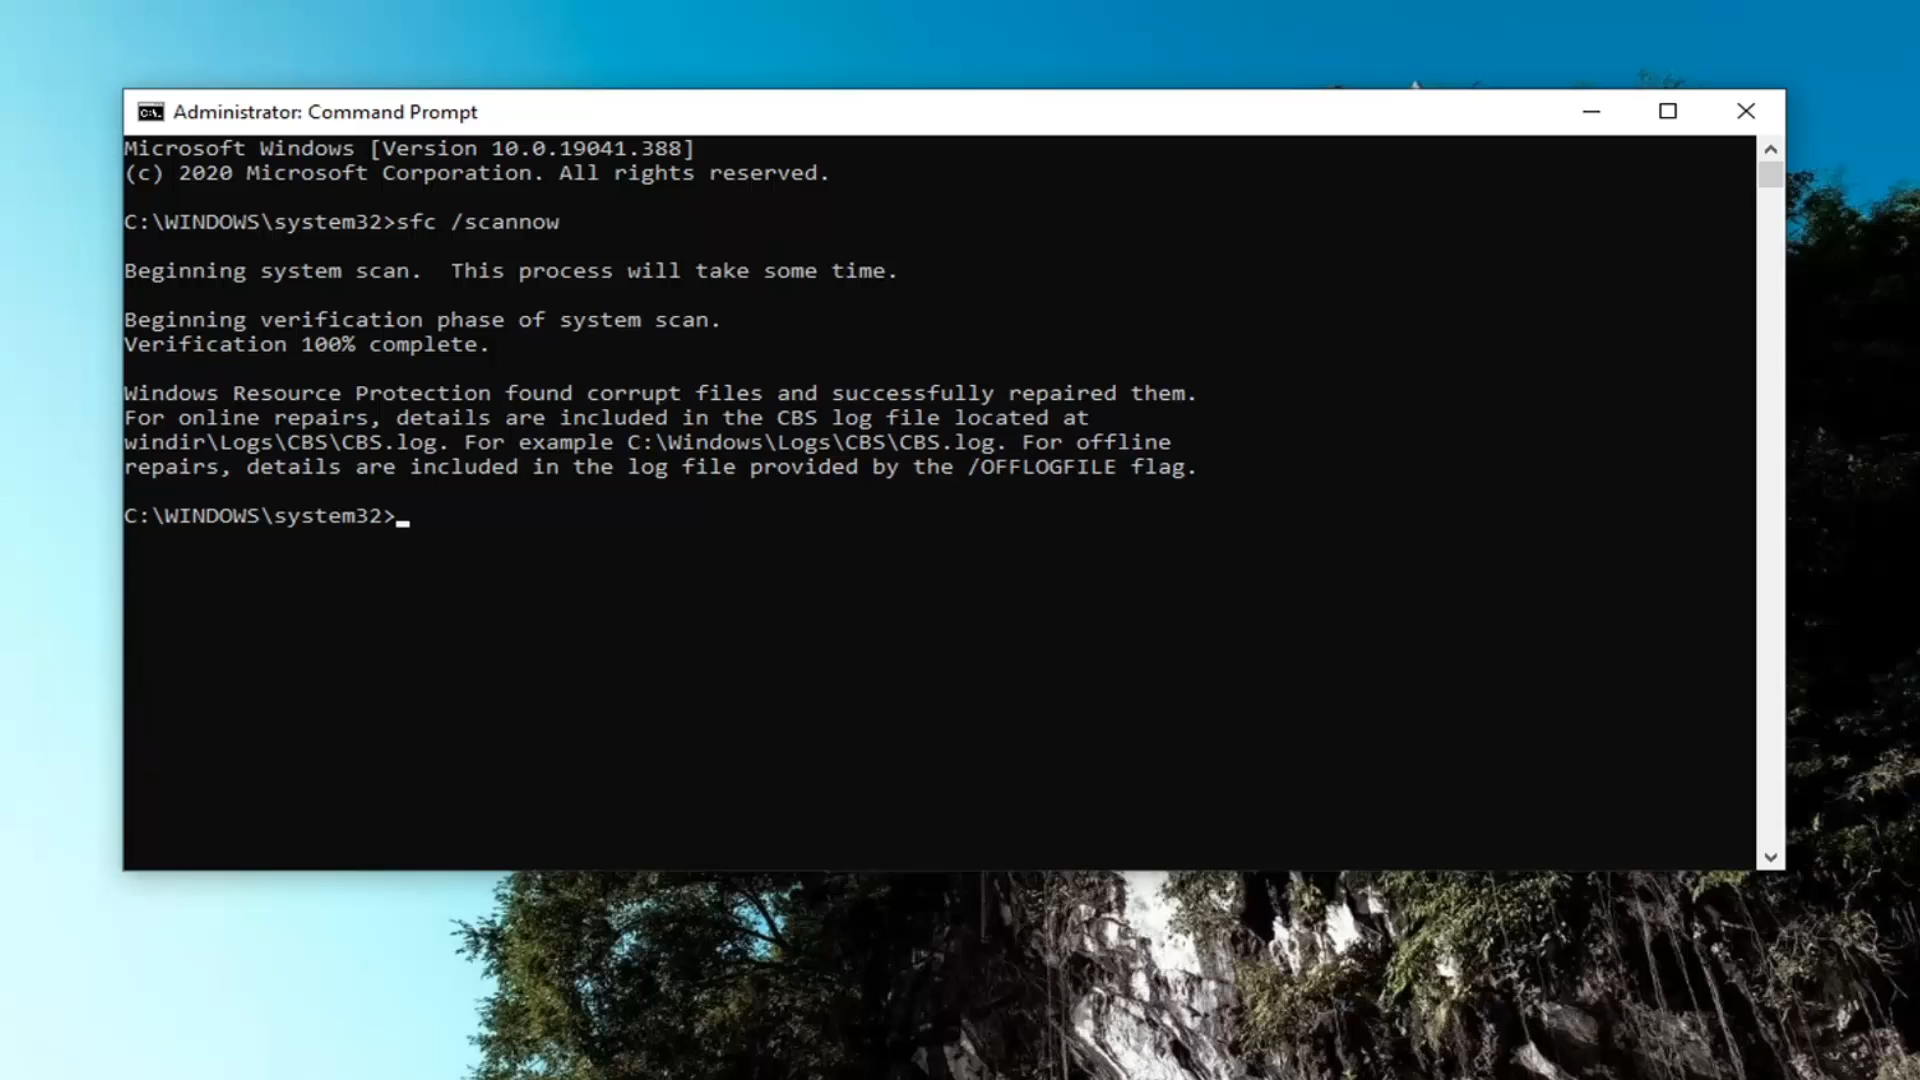 Administrator: Command Prompt
Microsoft Windows [Version 10.0.19041.388]
(c) 2020 Microsoft Corporation. All rights reserved.
C:\WINDOWS\system32>sfc /scannow
Beginning system scan.  This process will take some time.
Beginning verification phase of system scan.
Verification 100% complete.
Windows Resource Protection found corrupt files and successfully repaired them.
For online repairs, details are included in the CBS log file located at
windir\Logs\CBS\CBS.log. For example C:\Windows\Logs\CBS\CBS.log. For offline
repairs, details are included in the log file provided by the /OFFLOGFILE flag.
C:\WINDOWS\system32>